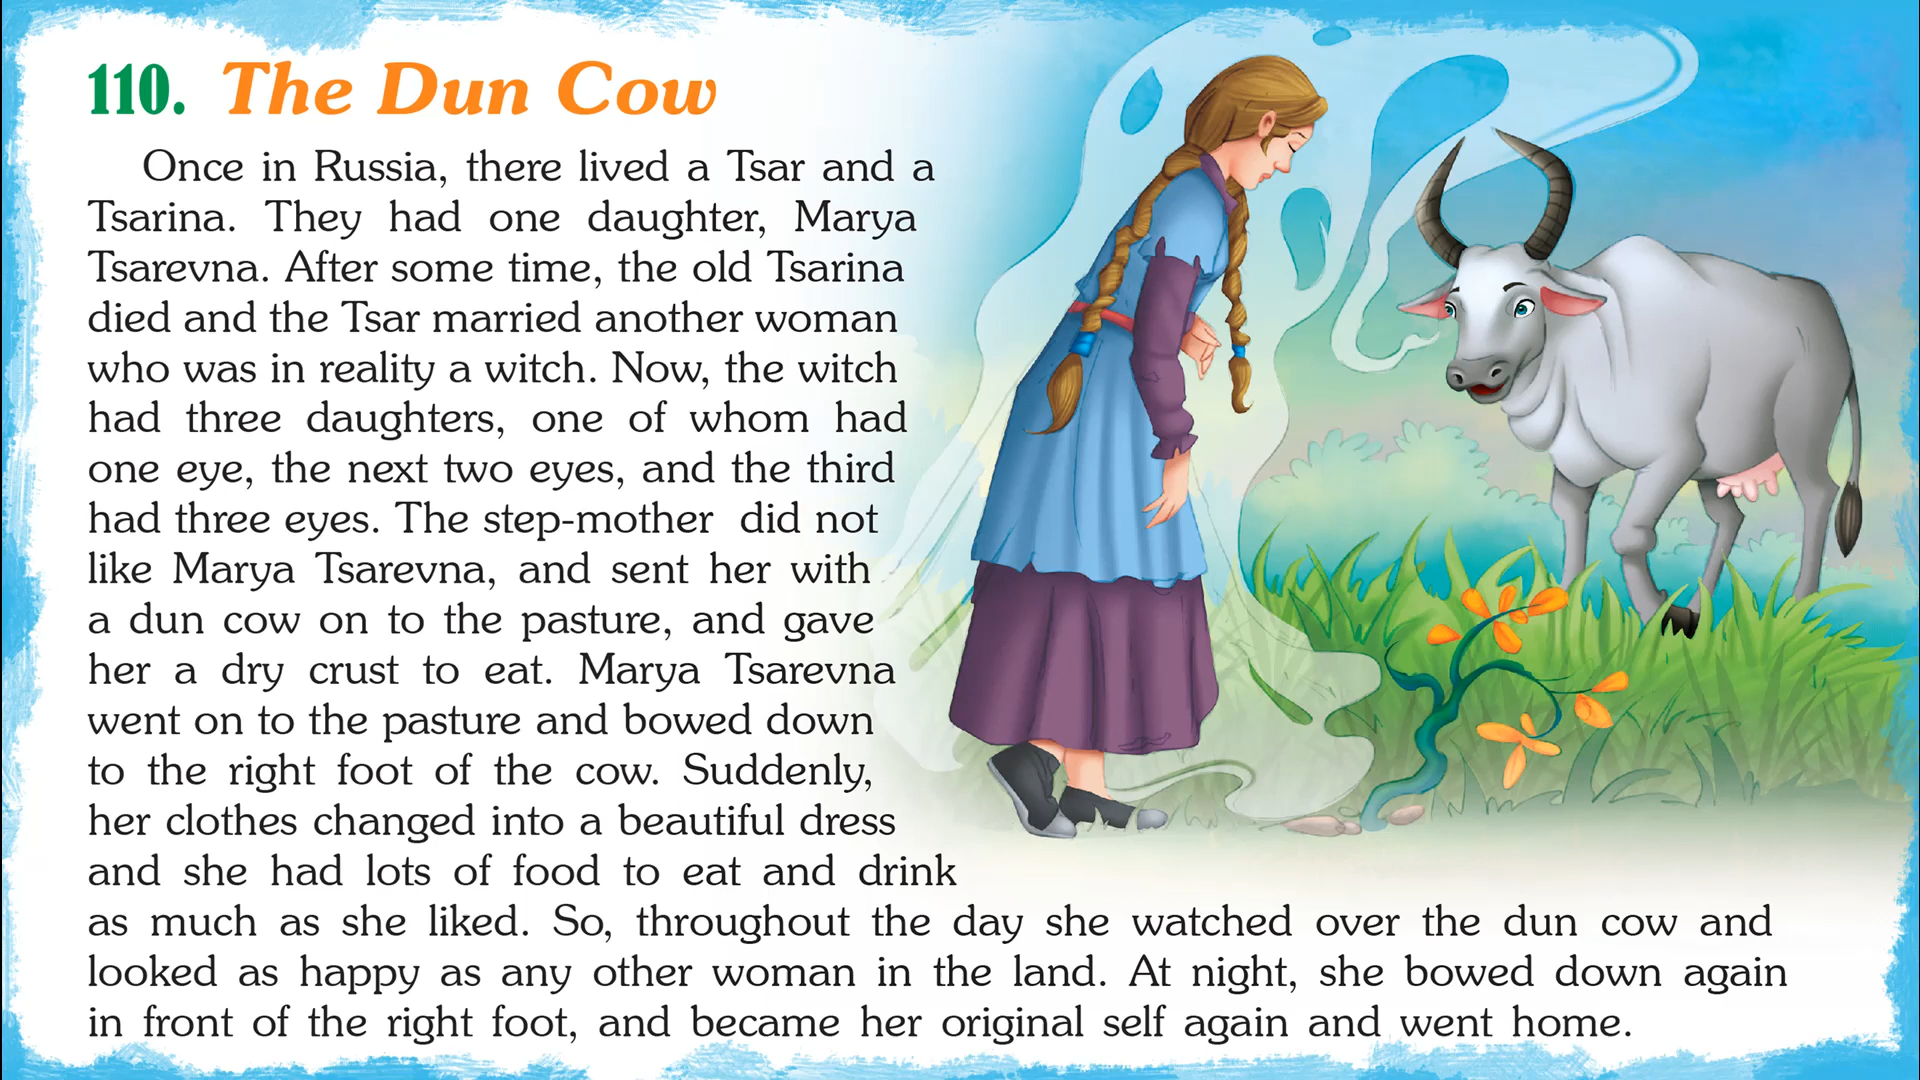 110. The Dun Cow
Once in Russia, there lived a Tsar and a
Tsarina. They had one daughter, Marya
Tsarevna. After some time, the old Tsarina
died and the Tsar married another woman
who was in reality a witch. Now, the witch
had three daughters, one of whom had
one eye, the next two eyes, and the third
had three eyes. The step-mother did not
like Marya Tsarevna, and sent her with
a dun cow on to the pasture, and gave
her a dry crust to eat. Marya Tsarevna
went on to the pasture and bowed down
to the right foot of the cow. Suddenly,
her clothes changed into a beautiful dress
and she had lots of food to eat and drink
as much as she liked. So, throughout the day she watched over the dun cow and
looked as happy as any other woman in the land. At night, she bowed down again
in front of the right foot, and became her original self again and went home.